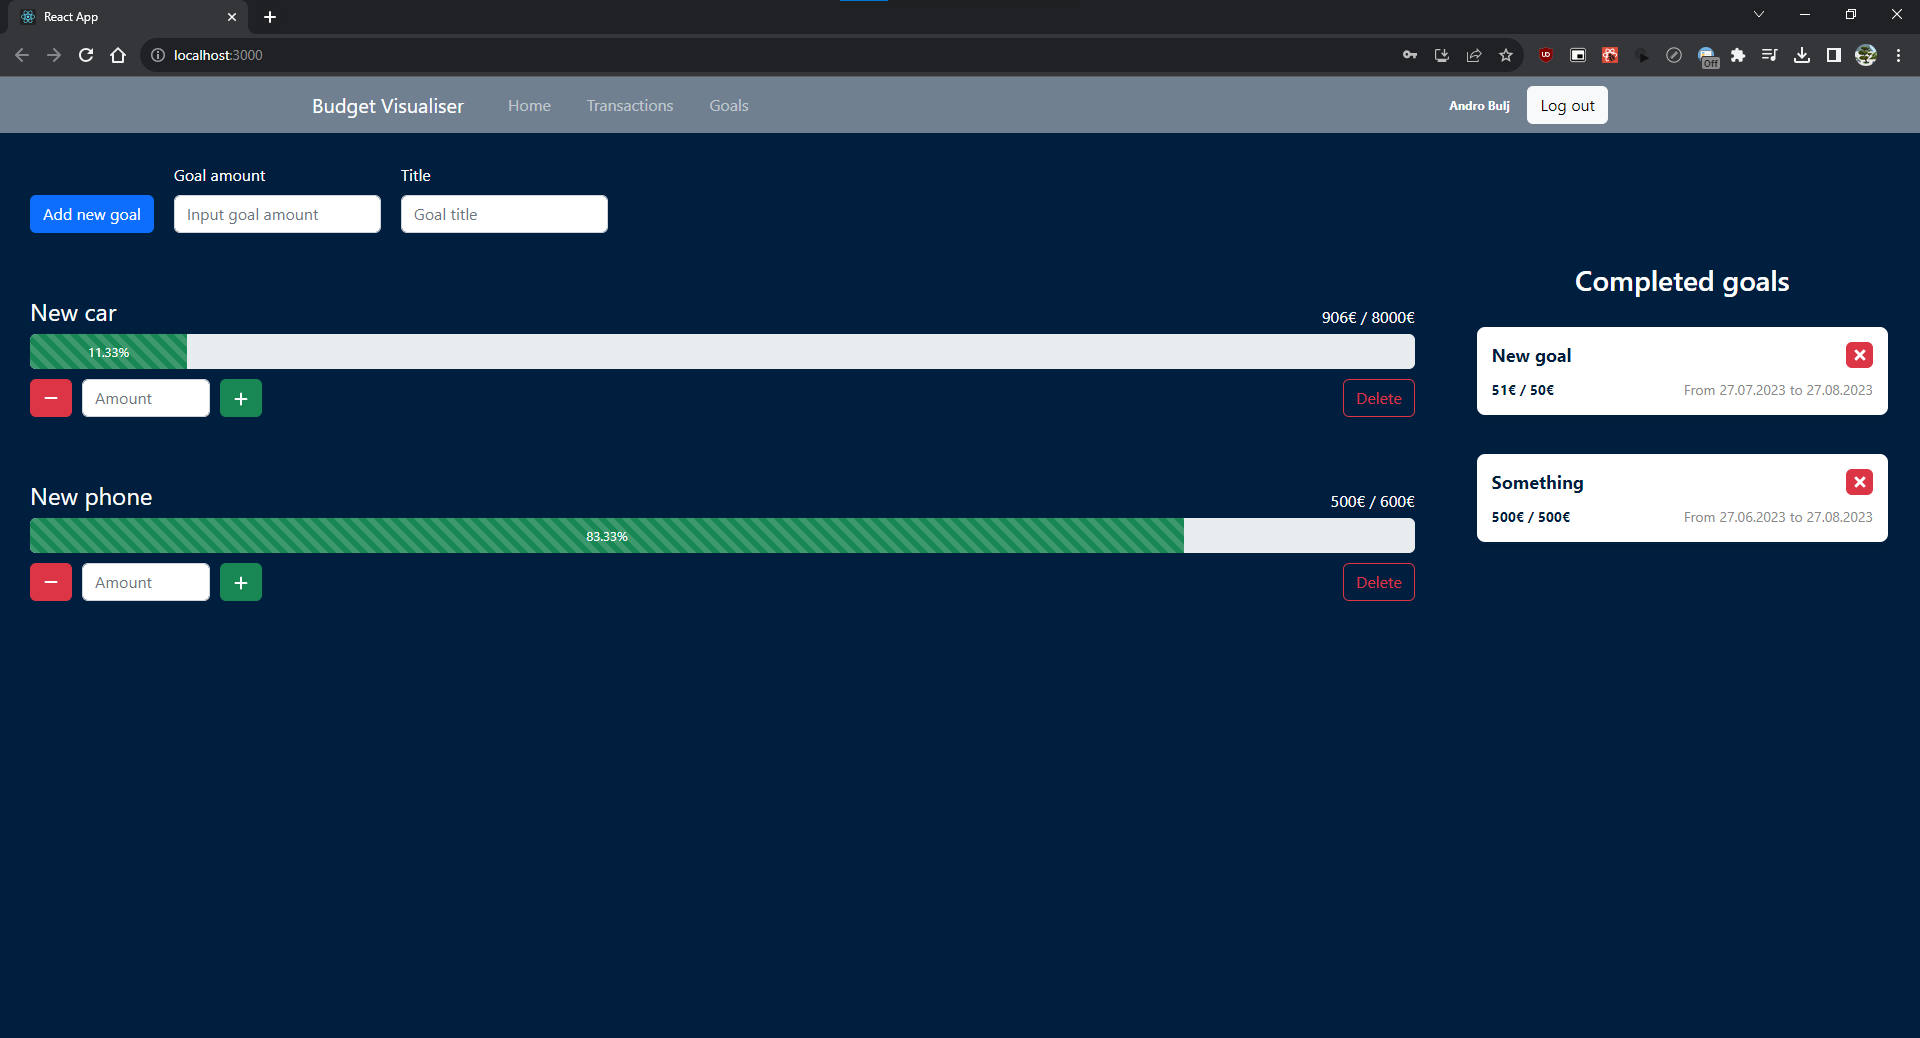 React App
localhost:3000
Off
Budget Visualiser Home Transactions Goals Andro Bulj Log out
Goal amount Title
Add new goal Input goal amount Goal title
Completed goals
New car 906€ / 8000€
11.33%
Amount Delete
New phone 500€ / 600€
83.33%
Amount Delete
New goal
51€ / 50€ From 27.07.2023 to 27.08.2023
Something
500€ / 500€ From 27.06.2023 to 27.08.2023